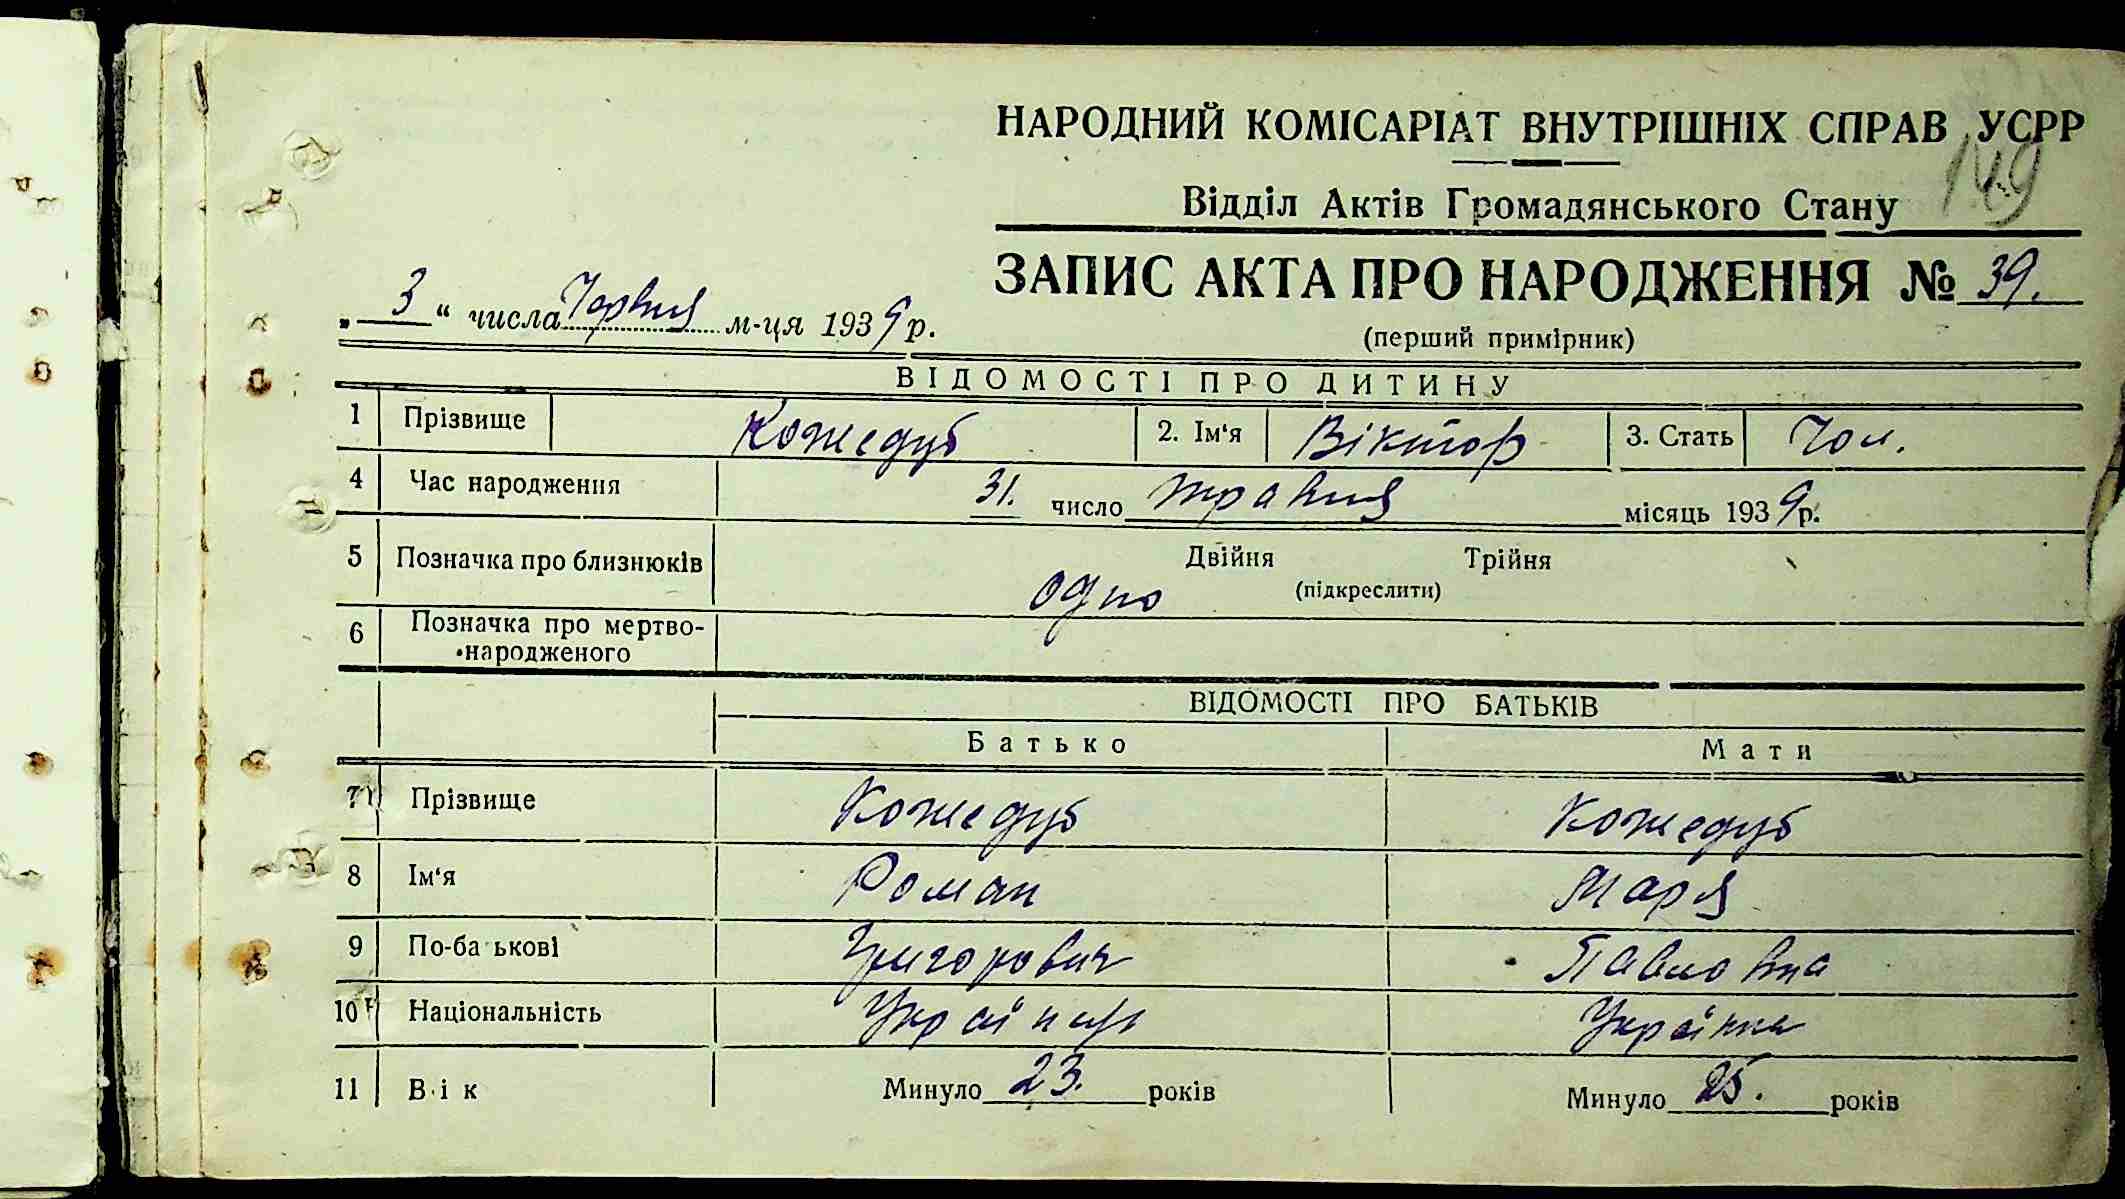 НАРОДНИЙ КОМІСАРІАТ ВНУТРІШНІХ СПРАВ УСРР
149
Відділ Актів Громадянського Стану
ЗАПИС АКТА ПРО НАРОДЖЕННЯ № 39.
„3“ числа Червня м-ця 1939 р.
(перший примірник)
ВІДОМОСТІ ПРО ДИТИНУ
1 Прізвище Кожедуб 2. Ім‘я Віктор 3. Стать Чол.
4 Час народження 31. число травня місяць 1939 р.
5 Позначка про близнюків Двійня Трійня
одно (підкреслити)
6 Позначка про мертво-
народженого
ВІДОМОСТІ ПРО БАТЬКІВ
Батько Мати
7 Прізвище Кожедуб Кожедуб
8 Ім‘я Роман Маря
9 По-ба ькові Григорович Павловна
10 Національність Українц Українка
11 Вік Минуло 23. років Минуло 25. років